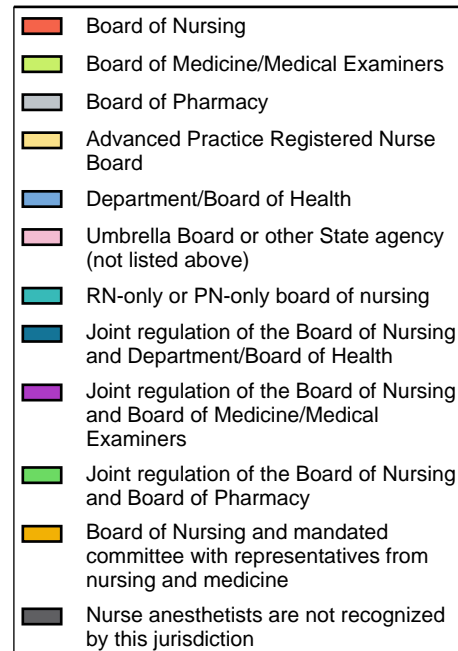 Board of Nursing
Board of Medicine/Medical Examiners
Board of Pharmacy
Advanced Practice Registered Nurse
Board
Department/Board of Health
Umbrella Board or other State agency
(not listed above)
RN-only or PN-only board of nursing
Joint regulation of the Board of Nursing
and Department/Board of Health
Joint regulation of the Board of Nursing
and Board of Medicine/Medical
Examiners
Joint regulation of the Board of Nursing
and Board of Pharmacy
Board of Nursing and mandated
committee with representatives from
nursing and medicine
Nurse anesthetists are not recognized
by this jurisdiction